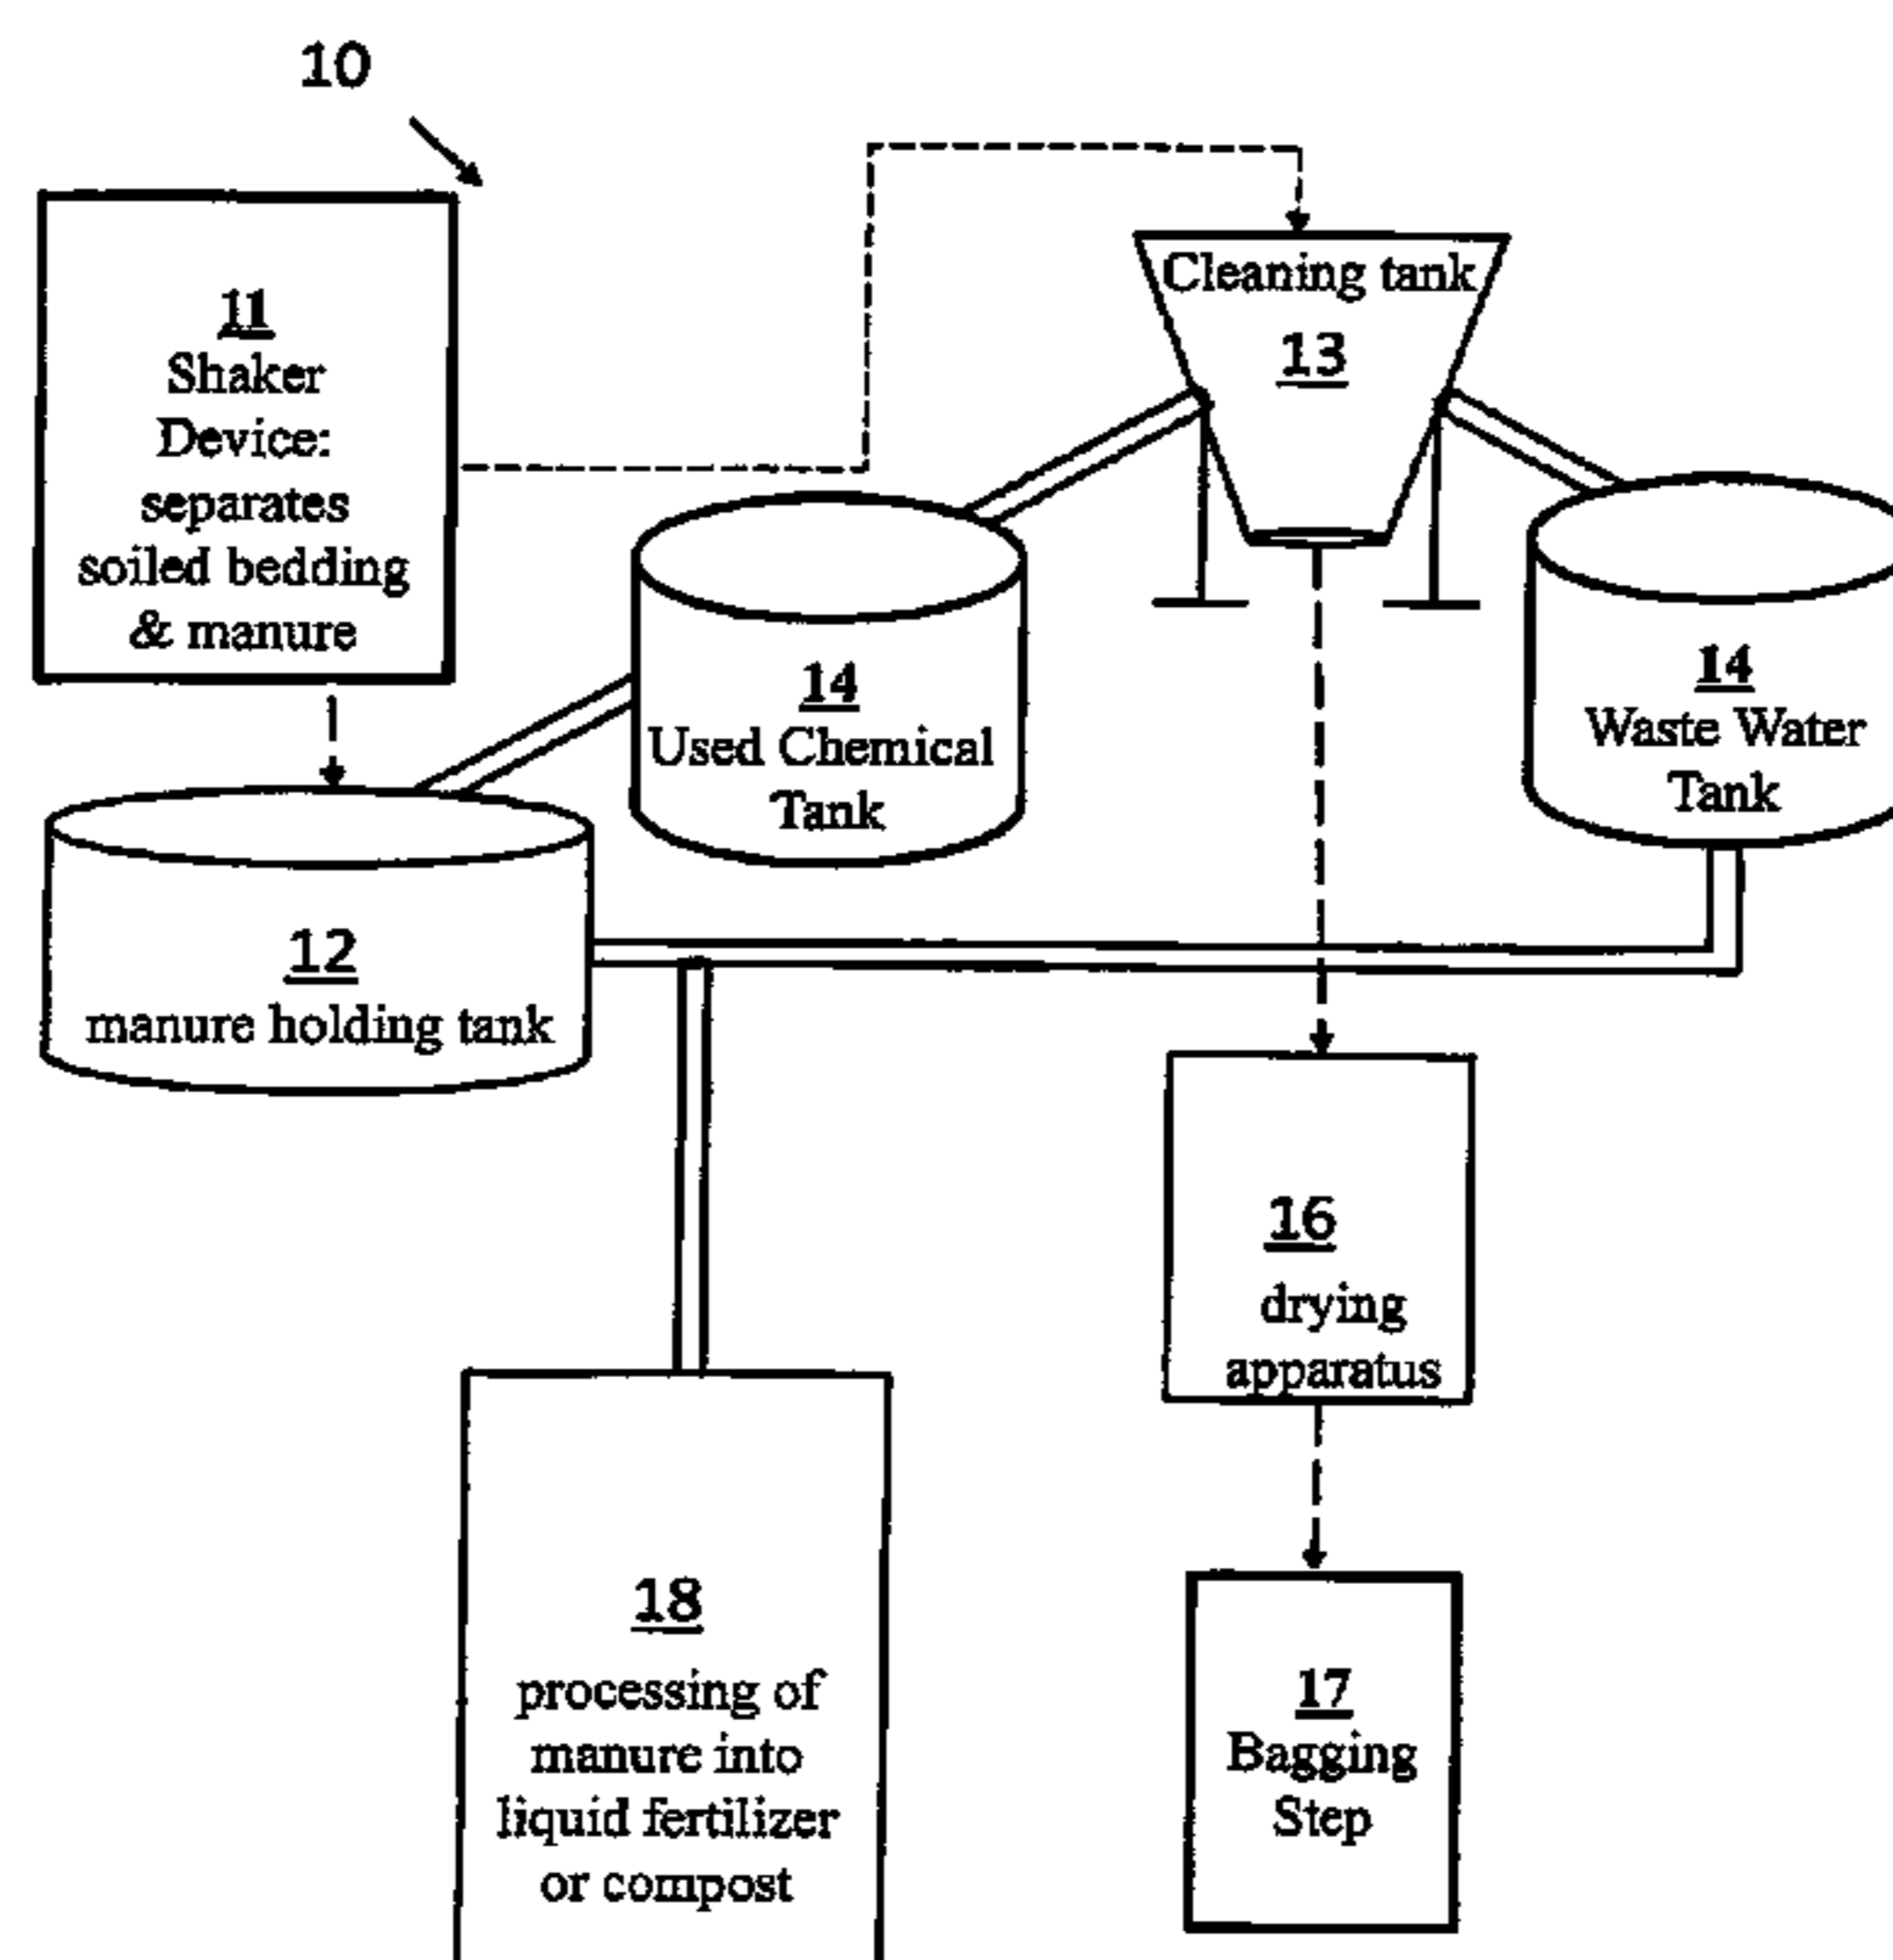 10
11
Shaker
Device:
separates
soiled bedding
& manure
Cleaning tank
13
14
Used Chemical
Tank
14
Waste Water
Tank
12
manure holding tank
16
drying
apparatus
18
processing of
manure into
liquid fertilizer
or compost
17
Bagging
Step